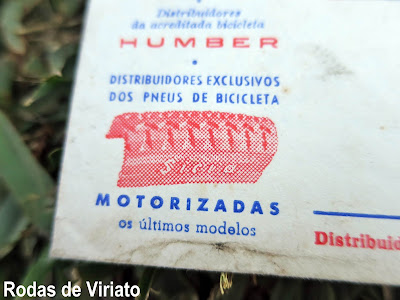 Distribuidores
da acreditada bicicleta
HUMBER
DISTRIBUIDORES EXCLUSIVOS
DOS PNEUS DE BICICLETA
Sierra
MOTORIZADAS
os últimos modelos
Distribuid
Rodas de Viriato